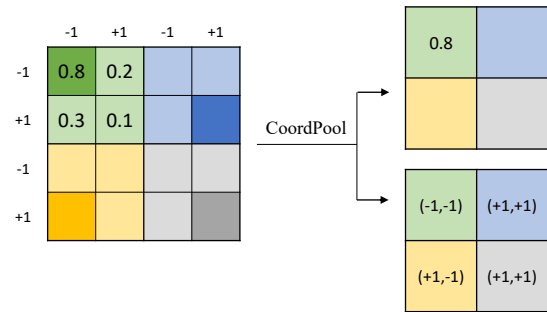 -1 +1 -1 +1
-1 0.8 0.2
+1 0.3 0.1
-1
+1
CoordPool
0.8
(-1,-1) (+1,+1)
(+1,-1) (+1,+1)